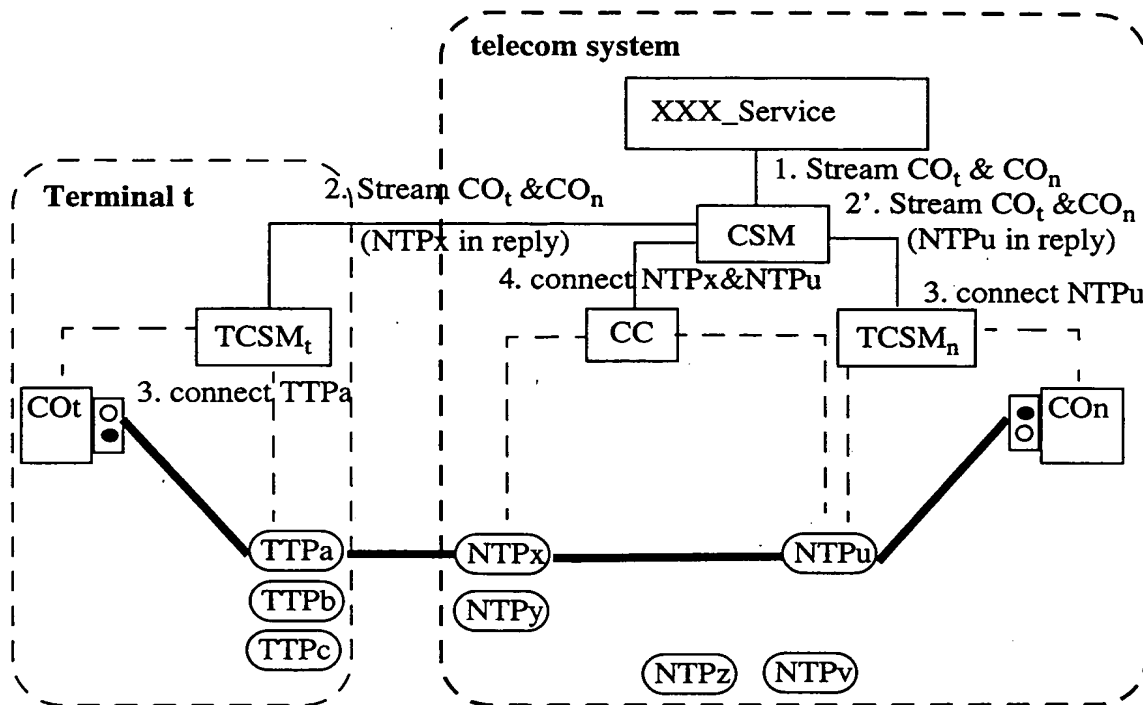 telecom system
XXX_Service
1. Stream COt & COn
Terminal t
2. Stream COt &COn
(NTPx in reply)
2'. Stream COt &COn
(NTPu in reply)
CSM
4. connect NTPx&NTPu
3. connect NTPu
TCSMt
CC
TCSMn
3. connect TTPa
COt
COn
TTPa
NTPx
NTPu
TTPb
NTPy
TTPc
NTPz
NTPv